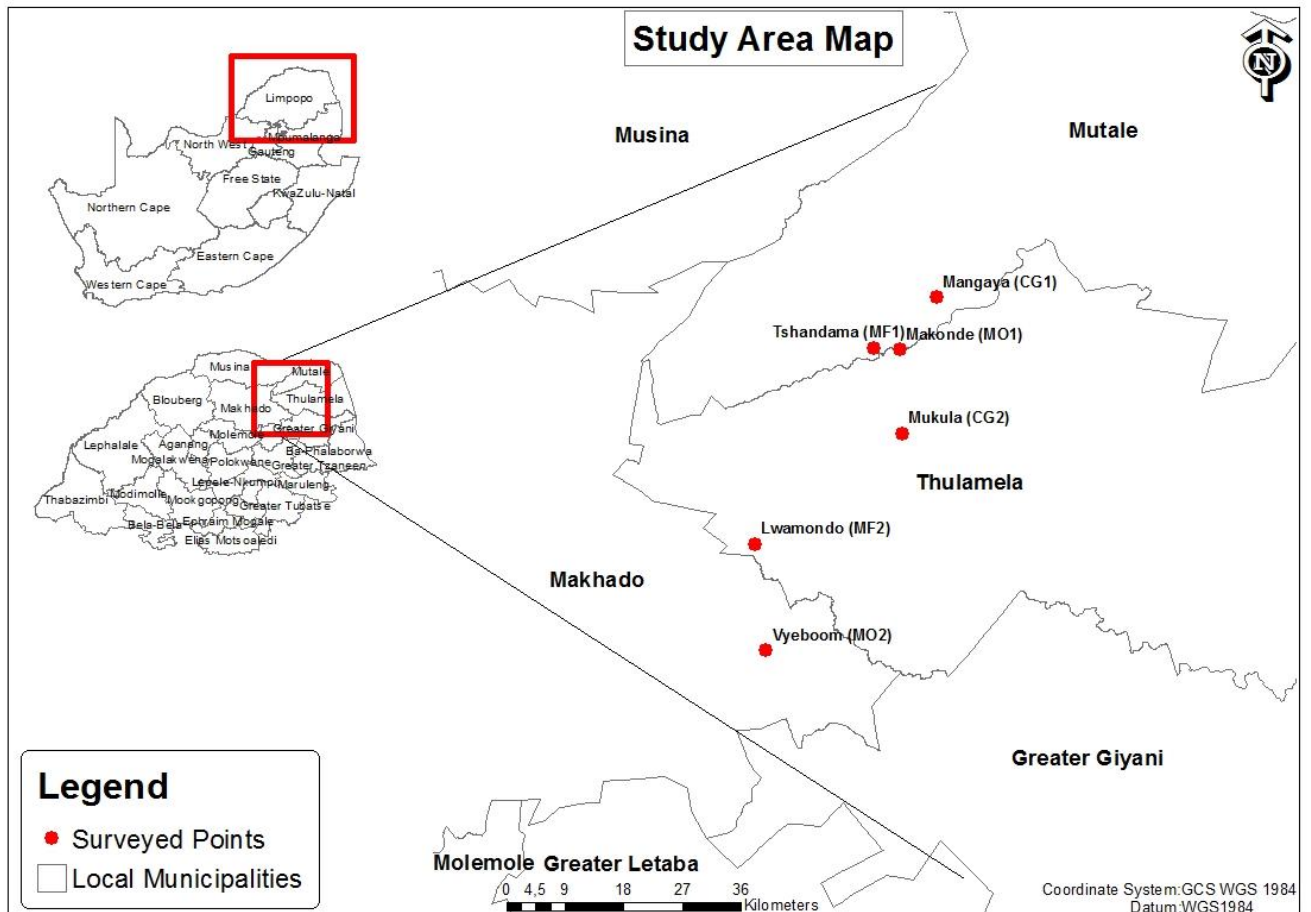 Study Area Map
N
Limpopo
Mpumalanga
North West
Gauteng
Free State
KwaZulu-Natal
Northern Cape
Eastern Cape
Western Cape
Musina
Mutale
Mangaya (CG1)
Tshandama (MF1)
Makonde (MO1)
Mukula (CG2)
Thulamela
Lwamondo (MF2)
Makhado
Vyeboom (MO2)
Greater Giyani
Molemole
Greater Letaba
Musina
Mutale
Blouberg
Makhado
Thulamela
Molemole
Greater Giyani
Lephalale
Aganang
Ba-Phalaborwa
Mogalakwena
Polokwane
Greater Tzaneen
Lepele-Nkumpi
Maruleng
Thabazimbi
Modimolle
Mookgopong
Greater Tubatse
Bela-Bela
Ephraim Mogale
Elias Motsoaledi
Legend
Surveyed Points
Local Municipalities
0 4,5 9 18 27 36
Kilometers
Coordinate System:GCS WGS 1984
Datum:WGS1984